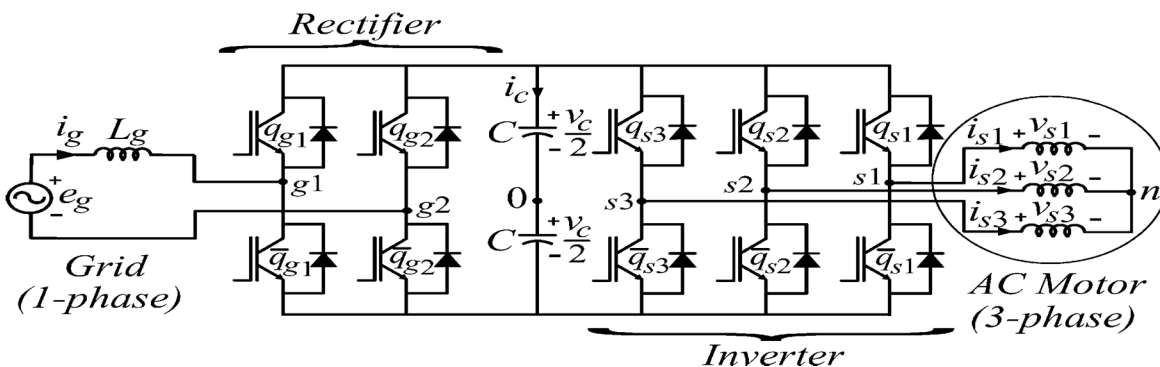 Rectifier
i_g L_g
+ e_g -
Grid
(1-phase)
q_g1 q_g2
g1
g2
q̅_g1 q̅_g2
i_c
C + v_c/2 -
0
C + v_c/2 -
q_s3 q_s2 q_s1
s3 s2 s1
q̅_s3 q̅_s2 q̅_s1
i_s1 + v_s1 -
i_s2 + v_s2 -
i_s3 + v_s3 -
n
AC Motor
(3-phase)
Inverter